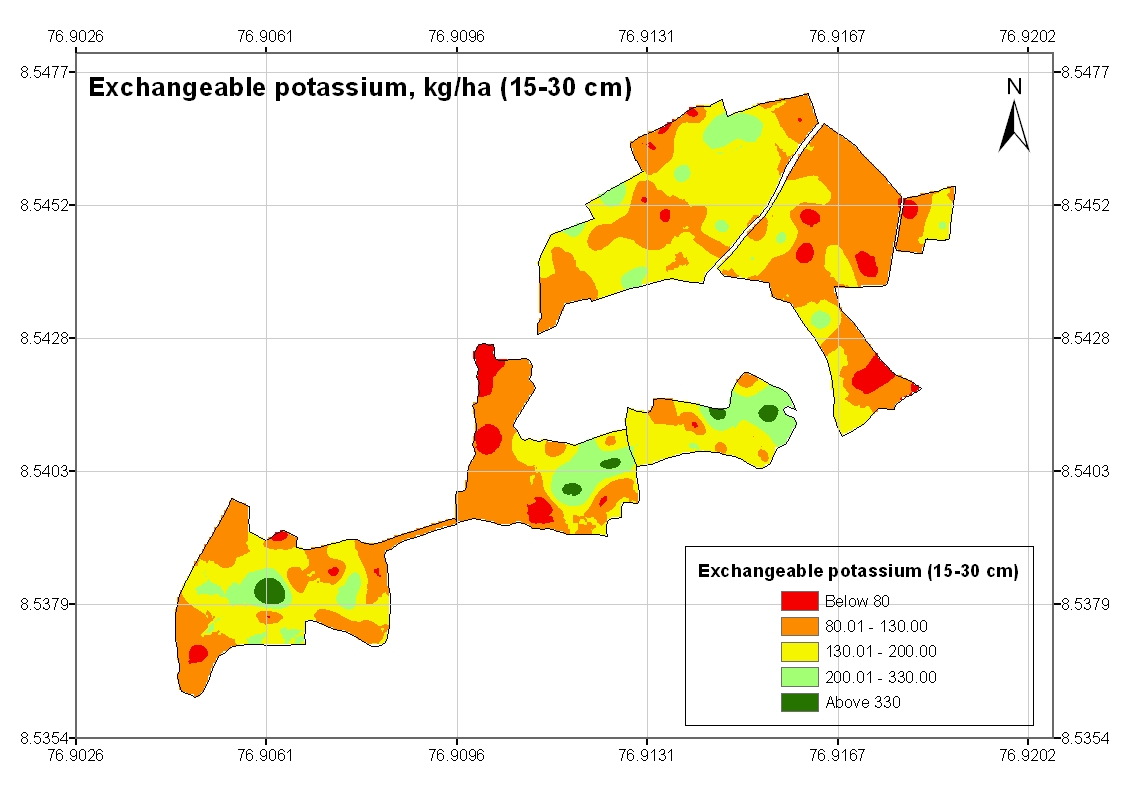 76.9026 76.9061 76.9096 76.9131 76.9167 76.9202
8.5477 8.5477
Exchangeable potassium, kg/ha (15-30 cm)
N
8.5452 8.5452
8.5428 8.5428
8.5403 8.5403
Exchangeable potassium (15-30 cm)
Below 80
8.5379 8.5379
80.01 - 130.00
130.01 - 200.00
200.01 - 330.00
Above 330
8.5354 8.5354
76.9026 76.9061 76.9096 76.9131 76.9167 76.9202